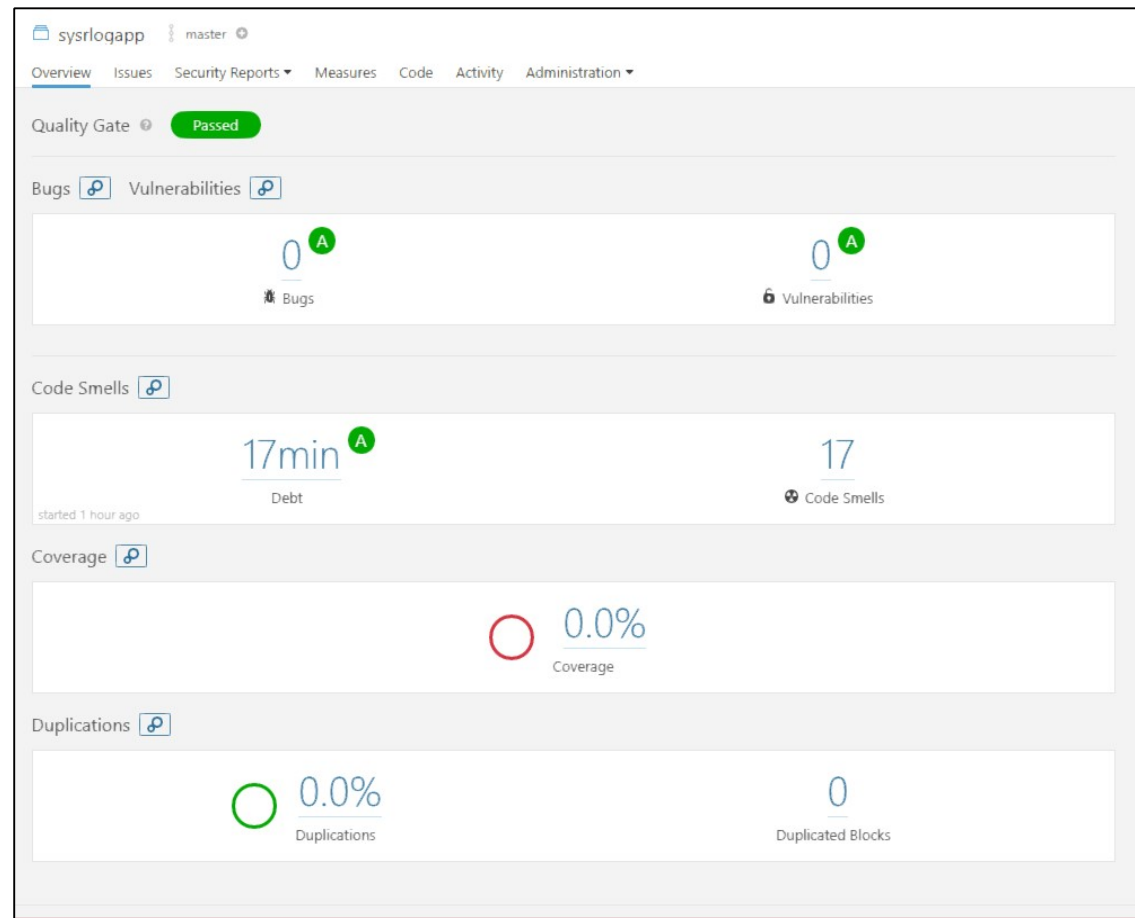 sysrlogapp master
Overview Issues Security Reports Measures Code Activity Administration
Quality Gate Passed
Bugs Vulnerabilities
0 A 0 A
Bugs Vulnerabilities
Code Smells
17min A 17
Debt Code Smells
started 1 hour ago
Coverage
0.0%
Coverage
Duplications
0.0% 0
Duplications Duplicated Blocks